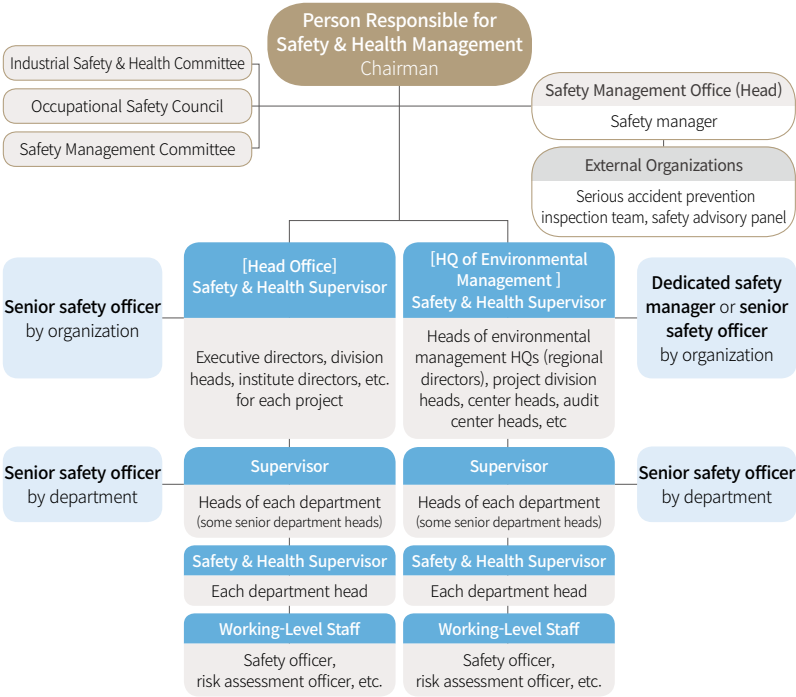 Person Responsible for
Safety & Health Management
Chairman
Industrial Safety & Health Committee
Occupational Safety Council
Safety Management Committee
Safety Management Office (Head)
Safety manager
External Organizations
Serious accident prevention
inspection team, safety advisory panel
Senior safety officer
by organization
[Head Office]
Safety & Health Supervisor
Executive directors, division
heads, institute directors, etc.
for each project
[HQ of Environmental
Management ]
Safety & Health Supervisor
Heads of environmental
management HQs (regional
directors), project division
heads, center heads, audit
center heads, etc
Dedicated safety
manager or senior
safety officer
by organization
Senior safety officer
by department
Supervisor
Heads of each department
(some senior department heads)
Supervisor
Heads of each department
(some senior department heads)
Senior safety officer
by department
Safety & Health Supervisor
Each department head
Safety & Health Supervisor
Each department head
Working-Level Staff
Safety officer,
risk assessment officer, etc.
Working-Level Staff
Safety officer,
risk assessment officer, etc.